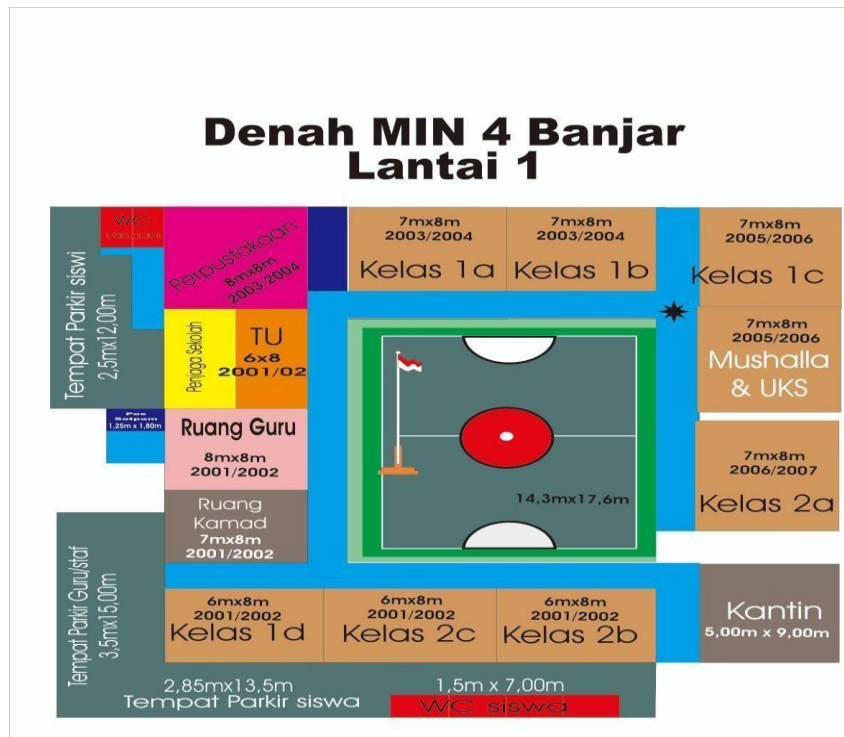 Denah MIN 4 Banjar
Lantai 1
WC
Perpustakaan
8mx8m
2003-2004
7mx8m
2003/2004
Kelas 1a
7mx8m
2003/2004
Kelas 1b
7mx8m
2005/2006
Kelas 1c
Tempat Parkir siswi
2,5mx12,00m
Penjaga Sekolah
TU
6x8
2001/02
7mx8m
2005/2006
Mushalla
& UKS
Pos
Satpam
1,25m x 1,80m
Ruang Guru
8mx8m
2001/2002
14,3mx17,6m
7mx8m
2006/2007
Kelas 2a
Ruang
Kamad
7mx8m
2001/2002
Tempat Parkir Guru/staf
3,5mx15,00m
6mx8m
2001/2002
Kelas 1d
6mx8m
2001/2002
Kelas 2c
6mx8m
2001/2002
Kelas 2b
Kantin
5,00m x 9,00m
2,85mx13,5m
Tempat Parkir siswa
1,5m x 7,00m
WC siswa